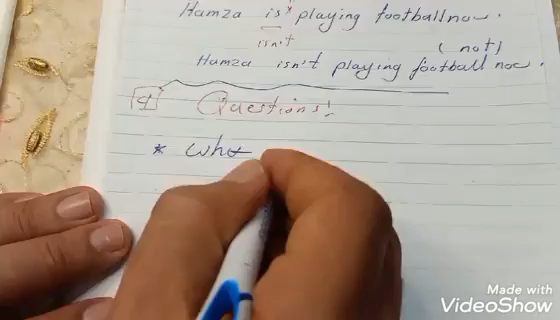 Hamza is* playing football now.
isn't
(not)
Hamza isn't playing football now.
4 Questions:
* Who
Made with
VideoShow